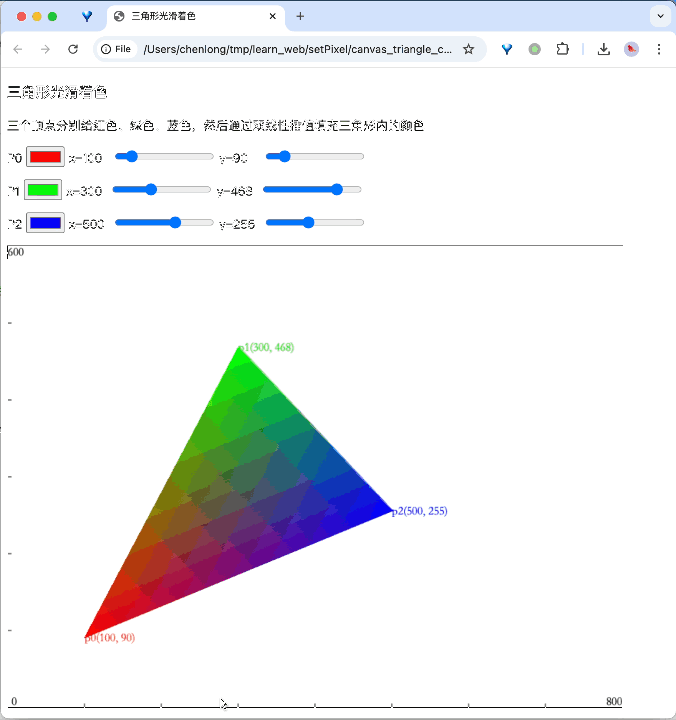 三角形光滑着色
File /Users/chenlong/tmp/learn_web/setPixel/canvas_triangle_c...
三角形光滑着色
三个顶点分别给红色、绿色、蓝色，然后通过双线性插值填充三角形内的颜色
P0 x=100 y=90
P1 x=300 y=468
P2 x=500 y=255
600
p1(300, 468)
p2(500, 255)
p0(100, 90)
0 800